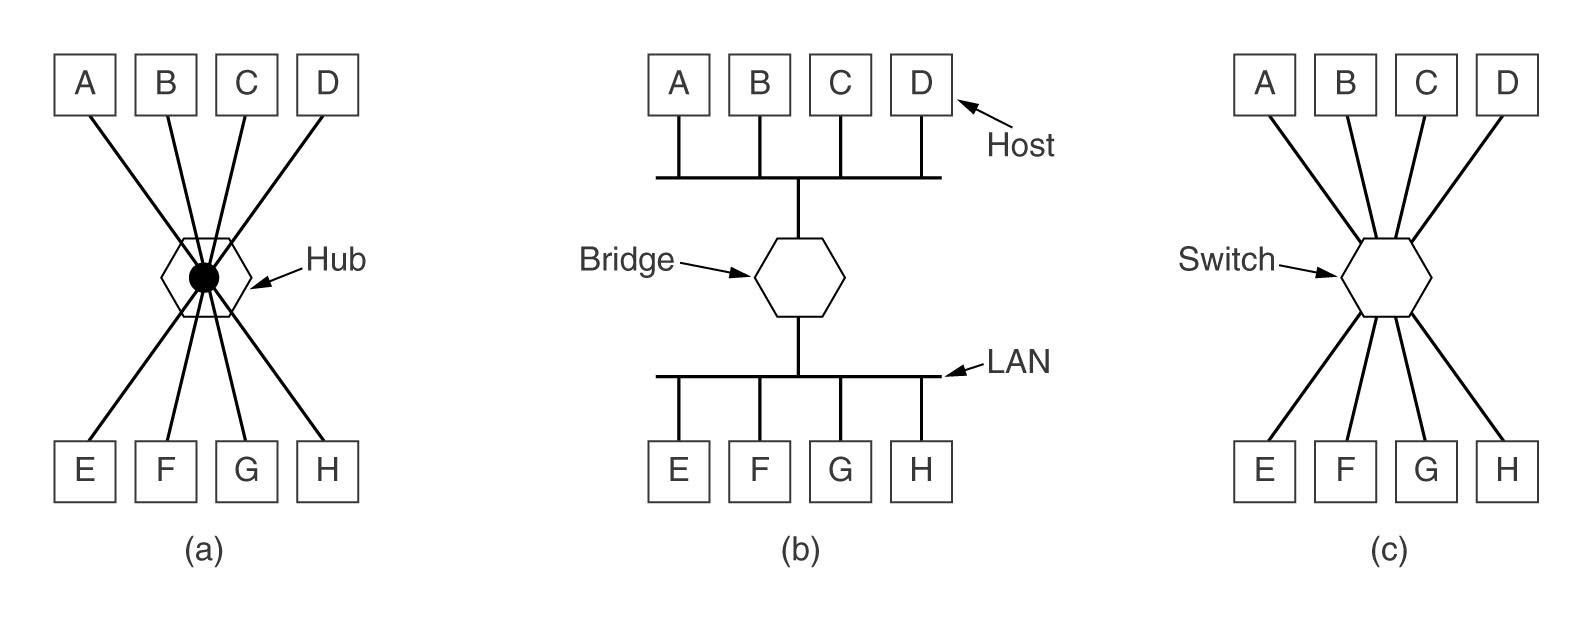 A B C D A B C D A B C D
Host
Hub Bridge Switch
LAN
E F G H E F G H E F G H
(a) (b) (c)